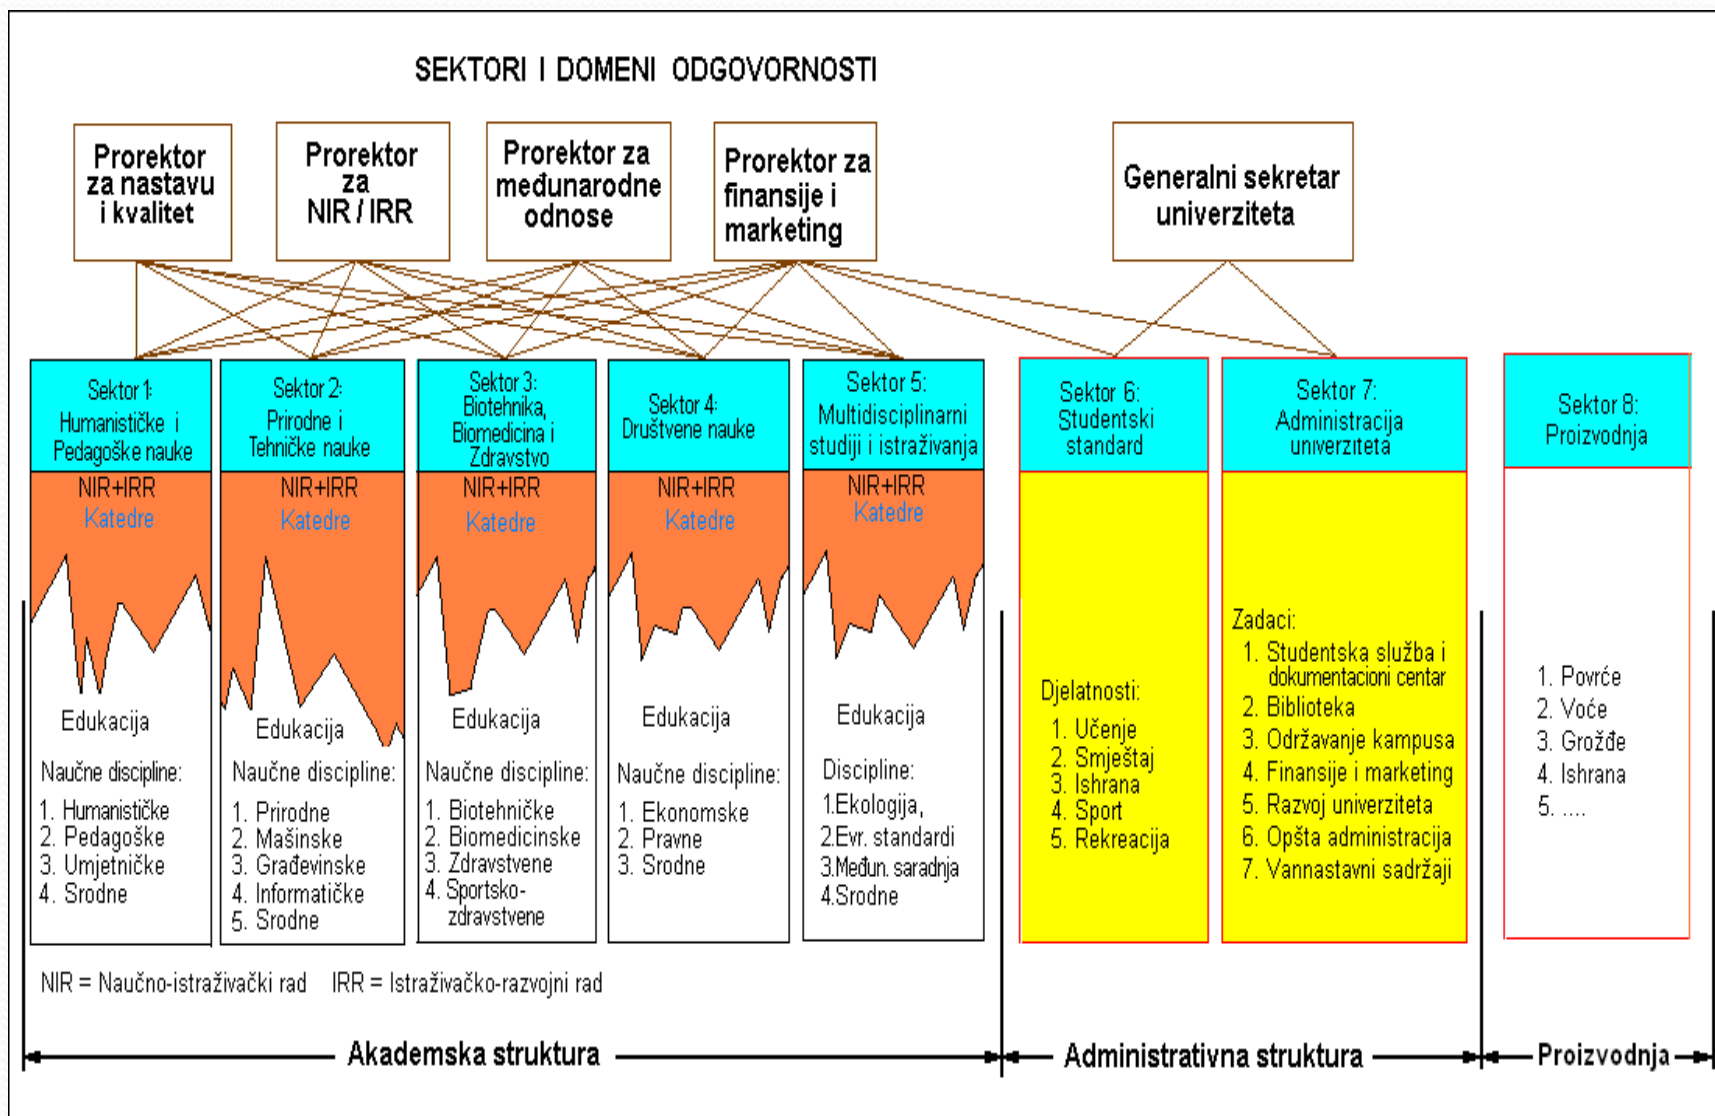 SEKTORI I DOMENI ODGOVORNOSTI
Prorektor
za nastavu
i kvalitet
Prorektor
za
NIR / IRR
Prorektor za
međunarodne
odnose
Prorektor za
finansije i
marketing
Generalni sekretar
univerziteta
Sektor 1:
Humanističke i
Pedagoške nauke
NIR+IRR
Katedre
Edukacija
Naučne discipline:
1. Humanističke
2. Pedagoške
3. Umjetničke
4. Srodne
Sektor 2:
Prirodne i
Tehničke nauke
NIR+IRR
Katedre
Edukacija
Naučne discipline:
1. Prirodne
2. Mašinske
3. Građevinske
4. Informatičke
5. Srodne
Sektor 3:
Biotehnika,
Biomedicina i
Zdravstvo
NIR+IRR
Katedre
Edukacija
Naučne discipline:
1. Biotehničke
2. Biomedicinske
3. Zdravstvene
4. Sportsko-
zdravstvene
Sektor 4:
Društvene nauke
NIR+IRR
Katedre
Edukacija
Naučne discipline:
1. Ekonomske
2. Pravne
3. Srodne
Sektor 5:
Multidisciplinarni
studiji i istraživanja
NIR+IRR
Katedre
Edukacija
Discipline:
1.Ekologija,
2.Evr. standardi
3.Međun. saradnja
4.Srodne
Sektor 6:
Studentski
standard
Djelatnosti:
1. Učenje
2. Smještaj
3. Ishrana
4. Sport
5. Rekreacija
Sektor 7:
Administracija
univerziteta
Zadaci:
1. Studentska služba i
dokumentacioni centar
2. Biblioteka
3. Održavanje kampusa
4. Finansije i marketing
5. Razvoj univerziteta
6. Opšta administracija
7. Vannastavni sadržaji
Sektor 8:
Proizvodnja
1. Povrće
2. Voće
3. Grožđe
4. Ishrana
5. ....
NIR = Naučno-istraživački rad IRR = Istraživačko-razvojni rad
Akademska struktura
Administrativna struktura
Proizvodnja